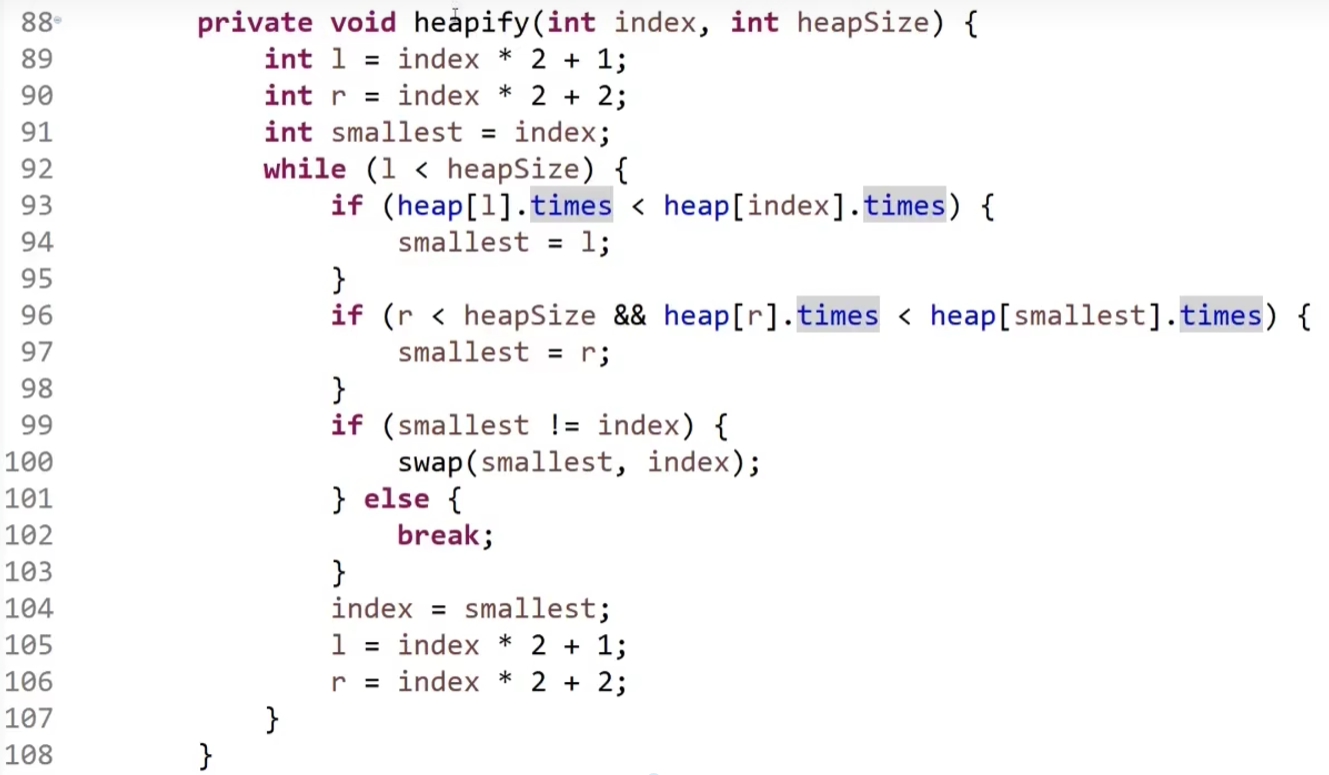 88 private void heapify(int index, int heapSize) {
89 int l = index * 2 + 1;
90 int r = index * 2 + 2;
91 int smallest = index;
92 while (l < heapSize) {
93 if (heap[l].times < heap[index].times) {
94 smallest = l;
95 }
96 if (r < heapSize && heap[r].times < heap[smallest].times) {
97 smallest = r;
98 }
99 if (smallest != index) {
100 swap(smallest, index);
101 } else {
102 break;
103 }
104 index = smallest;
105 l = index * 2 + 1;
106 r = index * 2 + 2;
107 }
108 }